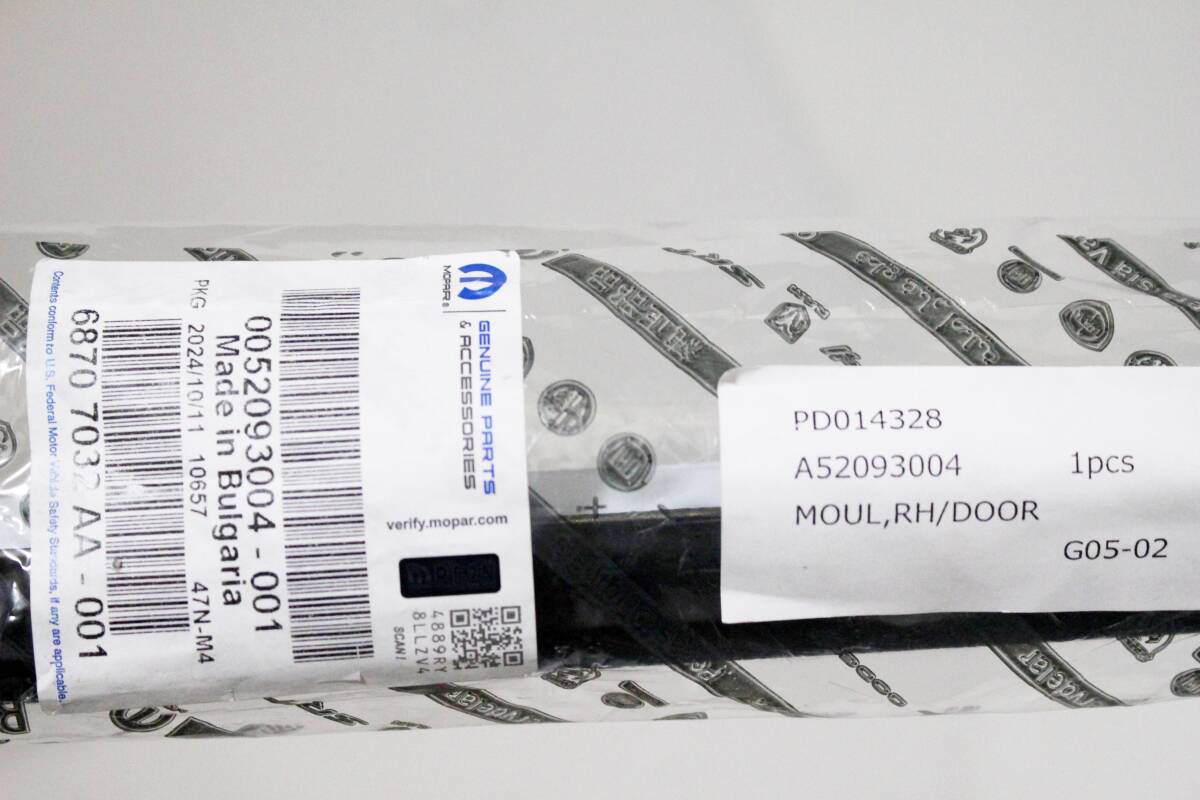 MOPAR®
GENUINE PARTS
& ACCESSORIES
verify.mopar.com
4889RY
8LLZV4
SCAN!
0052093004 - 001
Made in Bulgaria
PKG 2024/10/11 10657 47N-M4
6870 7032 AA - 001
Contents conform to U.S. Federal Motor Vehicle Safety Standards, if any are applicable.
PD014328
A52093004 1pcs
MOUL,RH/DOOR
G05-02